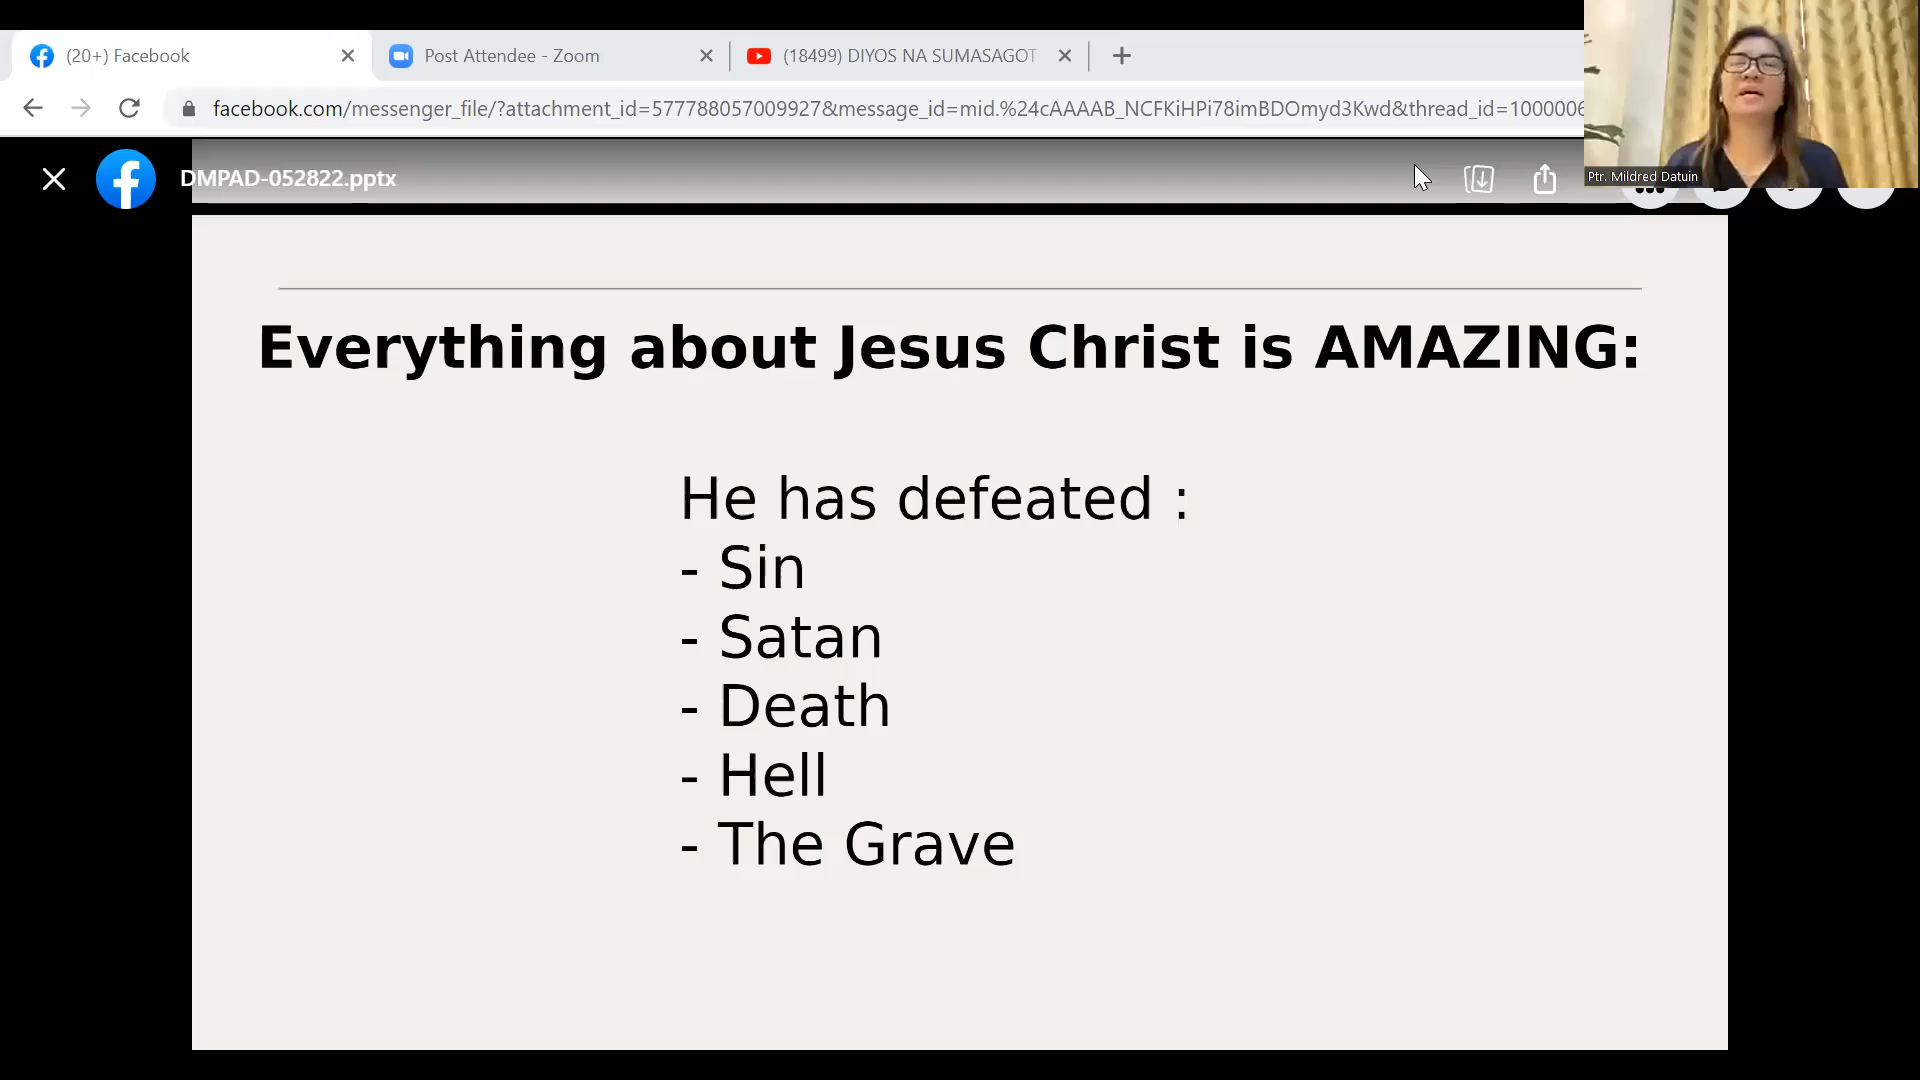 (20+) Facebook
Post Attendee - Zoom
(18499) DIYOS NA SUMASAGOT
facebook.com/messenger_file/?attachment_id=577788057009927&message_id=mid.%24cAAAAB_NCFKiHPi78imBDOmyd3Kwd&thread_id=1000006
DMPAD-052822.pptx
Ptr. Mildred Datuin
Everything about Jesus Christ is AMAZING:
He has defeated :
- Sin
- Satan
- Death
- Hell
- The Grave